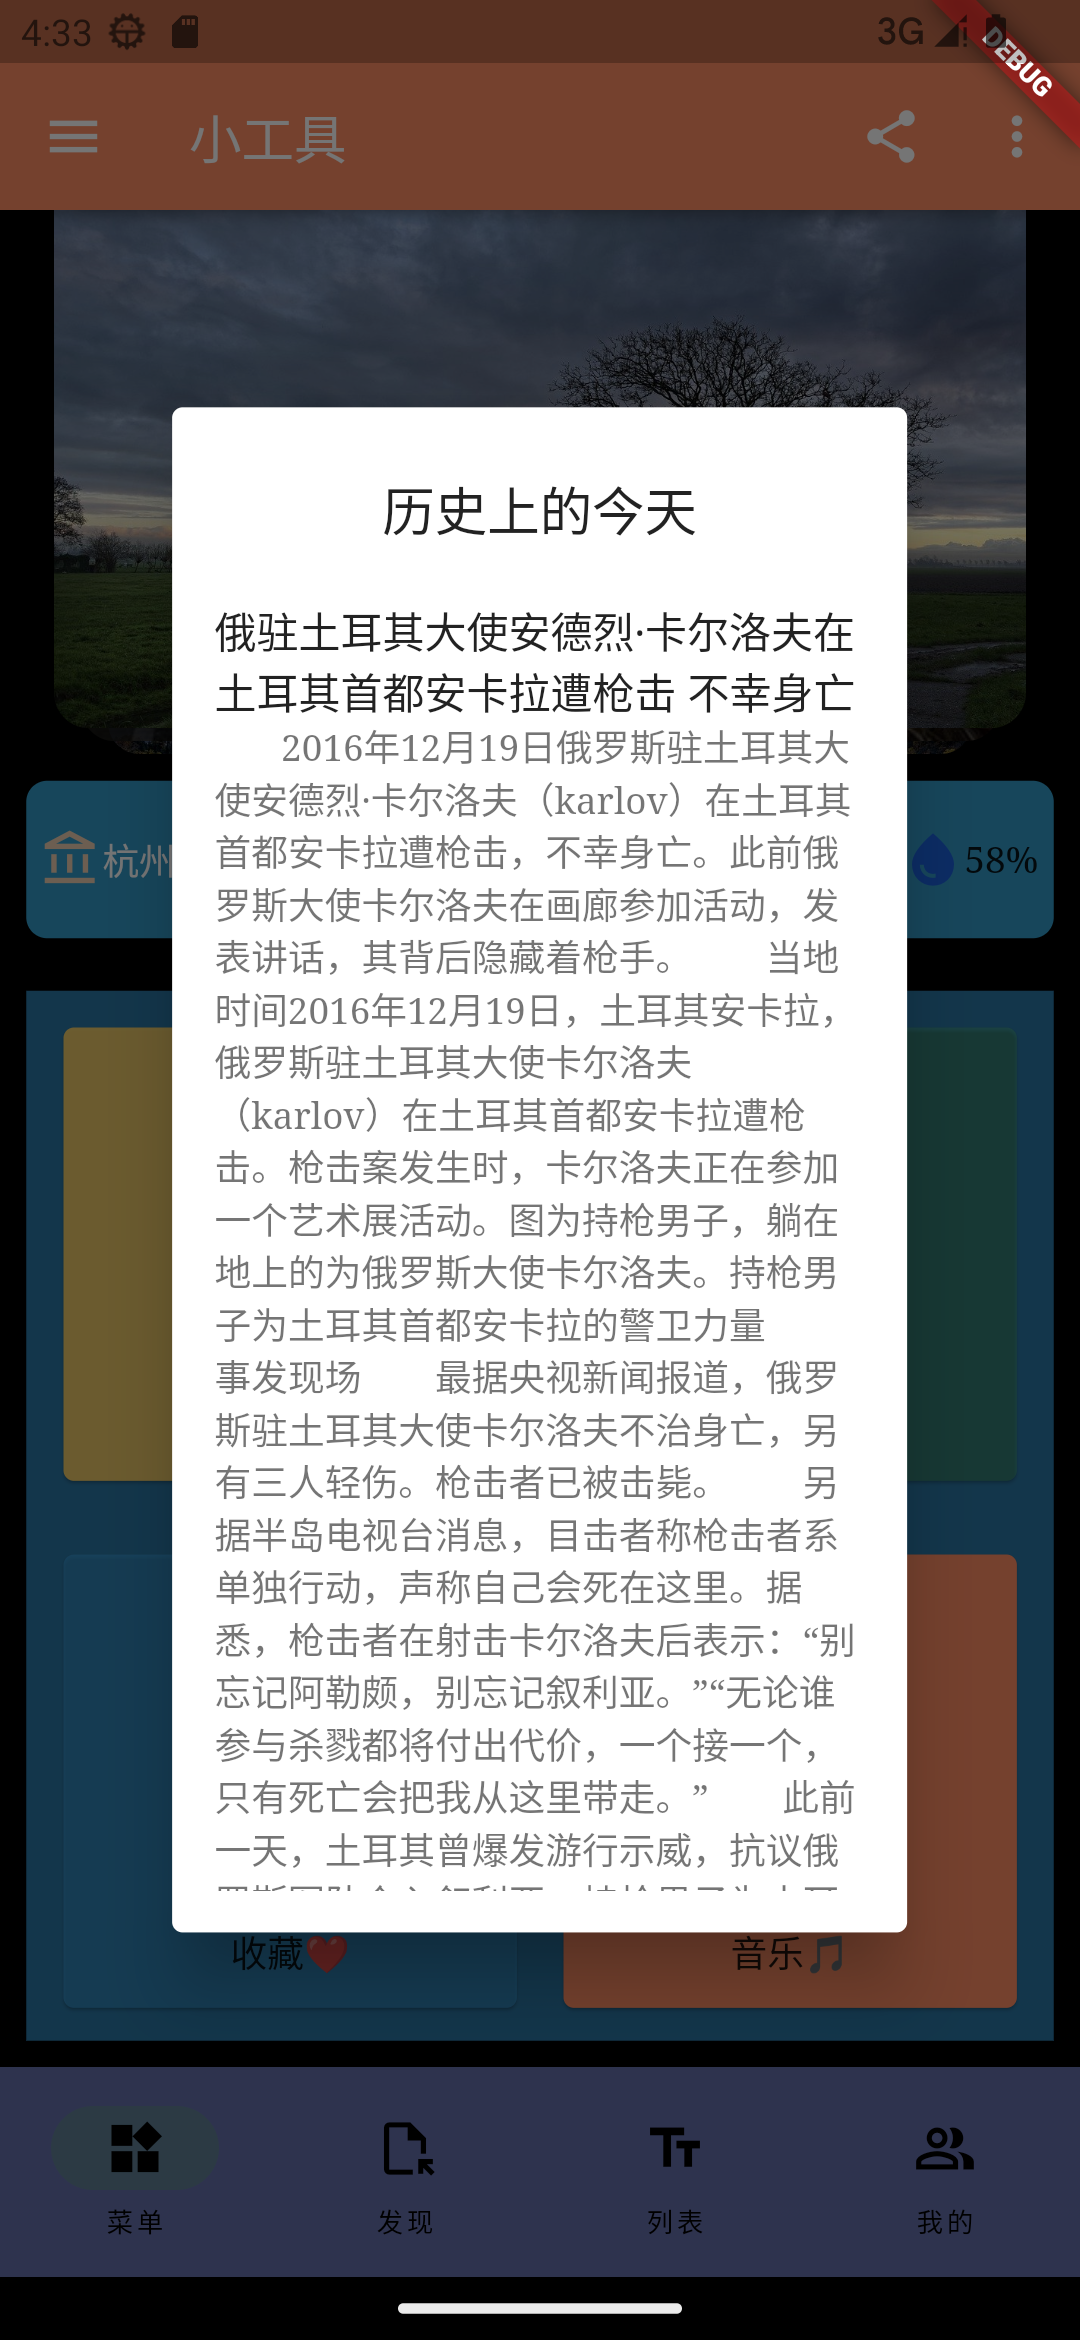 4:33
3G
DEBUG
小工具
历史上的今天
俄驻土耳其大使安德烈·卡尔洛夫在
土耳其首都安卡拉遭枪击 不幸身亡
2016年12月19日俄罗斯驻土耳其大
使安德烈·卡尔洛夫（karlov）在土耳其
首都安卡拉遭枪击，不幸身亡。此前俄
罗斯大使卡尔洛夫在画廊参加活动，发
表讲话，其背后隐藏着枪手。　　当地
时间2016年12月19日，土耳其安卡拉，
俄罗斯驻土耳其大使卡尔洛夫
（karlov）在土耳其首都安卡拉遭枪
击。枪击案发生时，卡尔洛夫正在参加
一个艺术展活动。图为持枪男子，躺在
地上的为俄罗斯大使卡尔洛夫。持枪男
子为土耳其首都安卡拉的警卫力量
事发现场　　最据央视新闻报道，俄罗
斯驻土耳其大使卡尔洛夫不治身亡，另
有三人轻伤。枪击者已被击毙。　　另
据半岛电视台消息，目击者称枪击者系
单独行动，声称自己会死在这里。据
悉，枪击者在射击卡尔洛夫后表示：“别
忘记阿勒颇，别忘记叙利亚。”“无论谁
参与杀戮都将付出代价，一个接一个，
只有死亡会把我从这里带走。”　　此前
一天，土耳其曾爆发游行示威，抗议俄
杭州
58%
收藏❤️
音乐🎵
菜单
发现
列表
我的